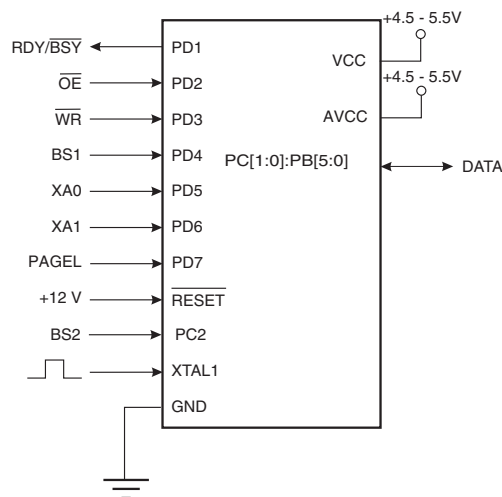 +4.5 - 5.5V
RDY/BSY PD1
VCC
OE PD2
+4.5 - 5.5V
WR PD3
AVCC
BS1 PD4
PC[1:0]:PB[5:0]
DATA
XA0 PD5
XA1 PD6
PAGEL PD7
+12 V RESET
BS2 PC2
XTAL1
GND